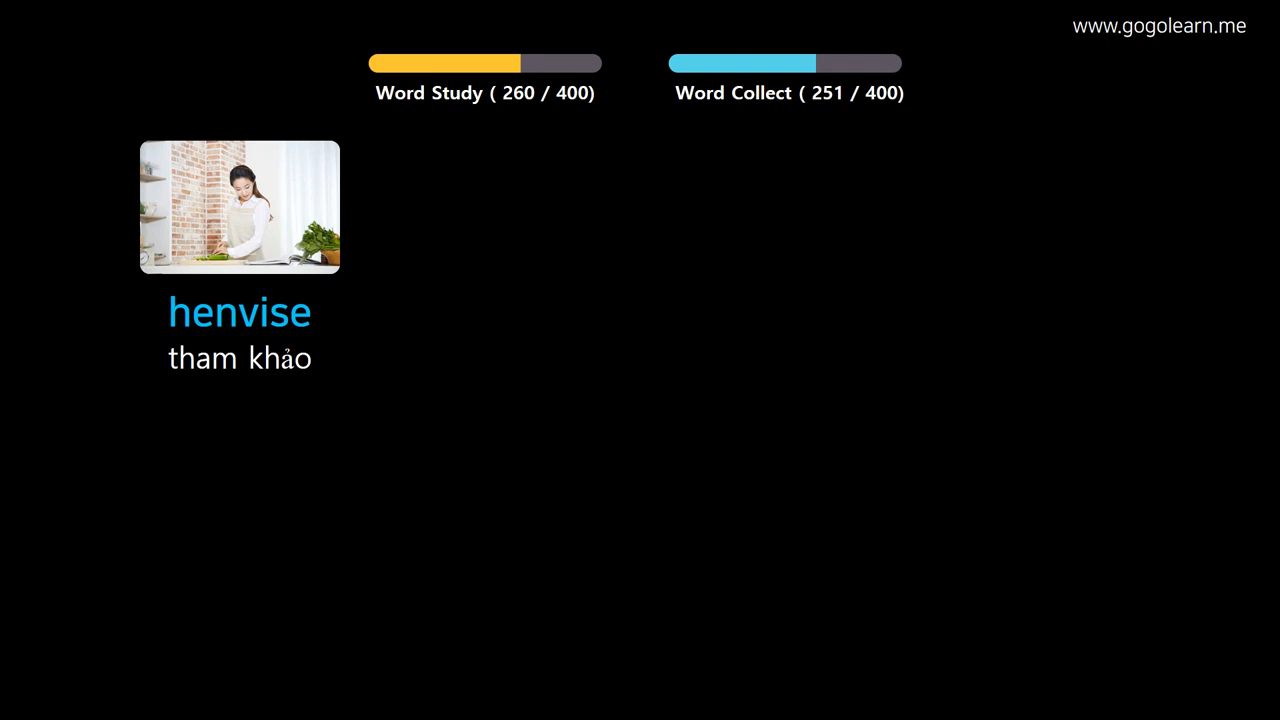 www.gogolearn.me
Word Study ( 260 / 400)
Word Collect ( 251 / 400)
henvise
tham khảo